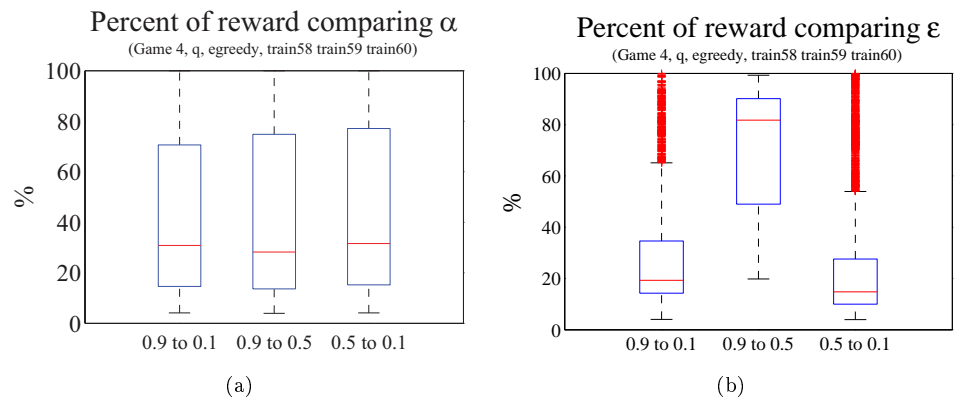 Percent of reward comparing α
(Game 4, q, egreedy, train58 train59 train60)
100
80
60
40
20
0
%
0.9 to 0.1
0.9 to 0.5
0.5 to 0.1
(a)
Percent of reward comparing ε
(Game 4, q, egreedy, train58 train59 train60)
100
80
60
40
20
0
%
0.9 to 0.1
0.9 to 0.5
0.5 to 0.1
(b)